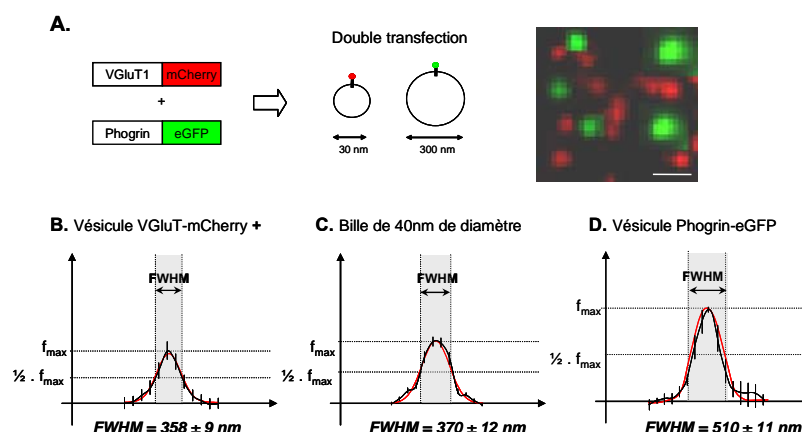 A.
Double transfection
VGluT1 mCherry
+
Phogrin eGFP
30 nm
300 nm
B. Vésicule VGluT-mCherry +
C. Bille de 40nm de diamètre
D. Vésicule Phogrin-eGFP
FWHM
FWHM
FWHM
fmax
½ . fmax
fmax
½ . fmax
fmax
½ . fmax
FWHM = 358 ± 9 nm
FWHM = 370 ± 12 nm
FWHM = 510 ± 11 nm